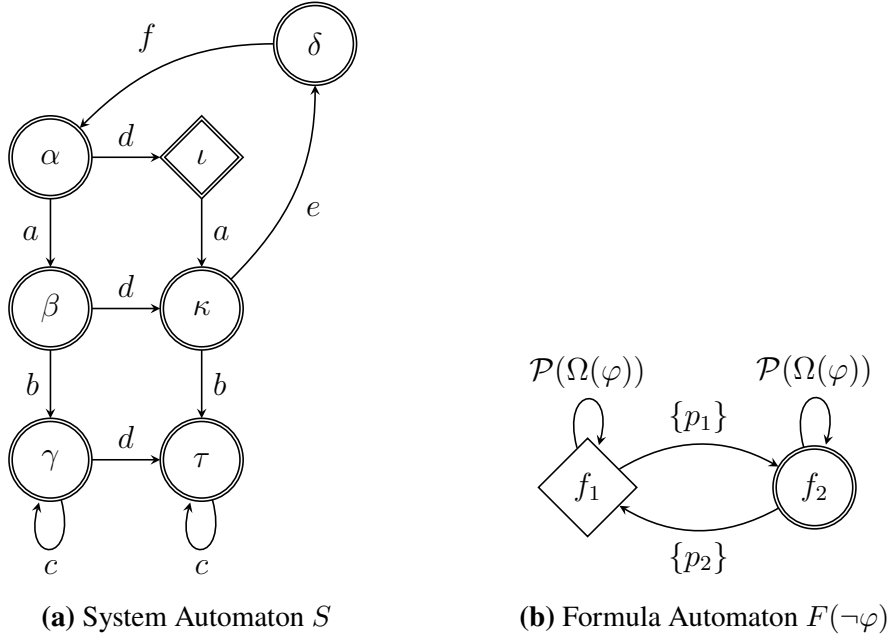 f
δ
α
d
ι
a
a
e
β
d
κ
b
b
γ
d
τ
c
c
(a) System Automaton S
𝒫(Ω(φ))
𝒫(Ω(φ))
{p₁}
f₁
f₂
{p₂}
(b) Formula Automaton F(¬φ)